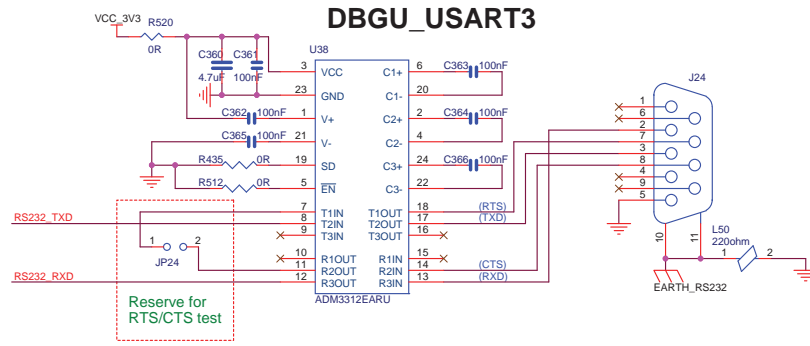 DBGU_USART3
VCC_3V3
R520
0R
C360
4.7uF
C361
100nF
U38
3 VCC C1+ 6 C363 100nF
23 GND C1- 20
C362 100nF 1 V+ C2+ 2 C364 100nF
C365 100nF 21 V- C2- 4
R435 0R 19 SD C3+ 24 C366 100nF
R512 0R 5 EN C3- 22
7 T1IN T1OUT 18 (RTS)
RS232_TXD 8 T2IN T2OUT 17 (TXD)
9 T3IN T3OUT 16
10 R1OUT R1IN 15
11 R2OUT R2IN 14 (CTS)
RS232_RXD 12 R3OUT R3IN 13 (RXD)
ADM3312EARU
1 2
JP24
Reserve for
RTS/CTS test
J24
1
6
2
7
3
8
4
9
5
10
11
L50
220ohm
1 2
EARTH_RS232